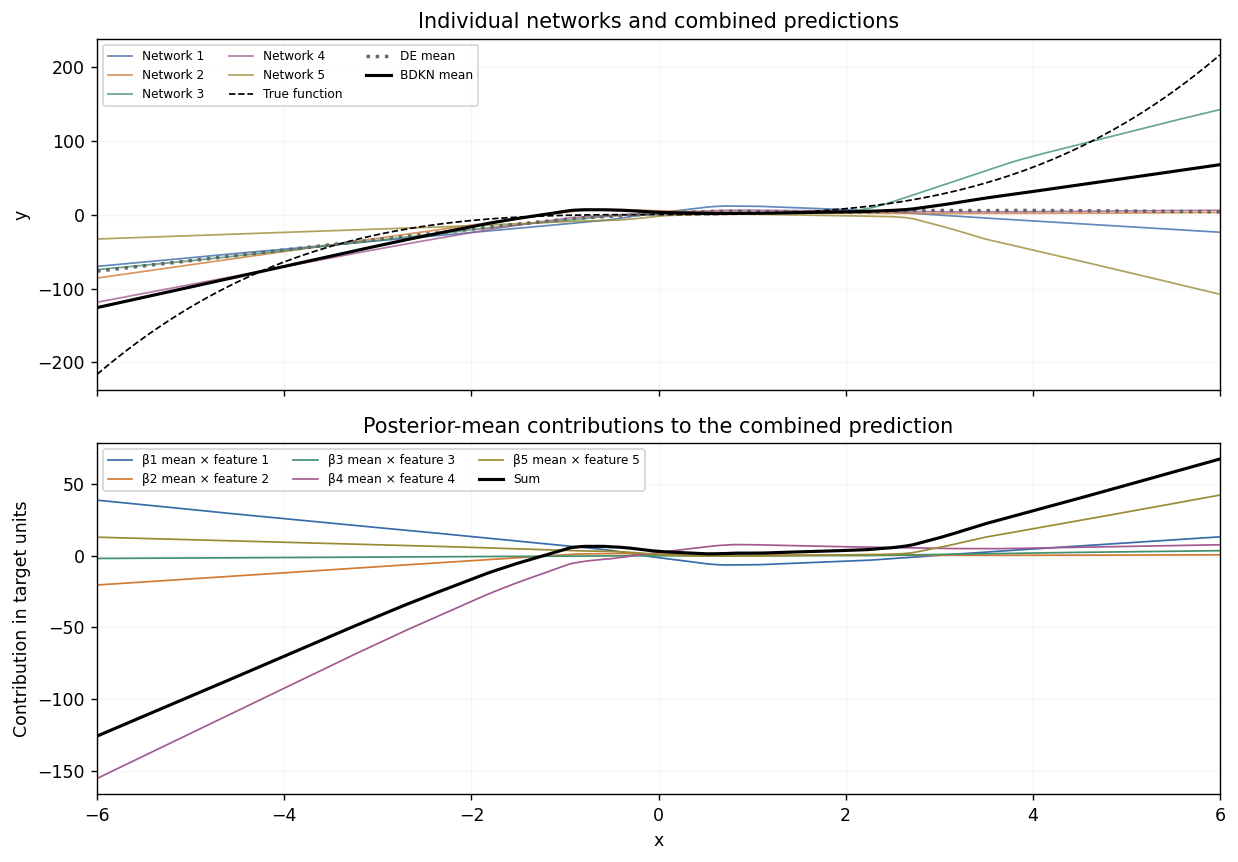 Individual networks and combined predictions
Network 1 Network 4 DE mean
Network 2 Network 5 BDKN mean
Network 3 True function
200
100
0
−100
−200
y
Posterior-mean contributions to the combined prediction
β1 mean × feature 1 β3 mean × feature 3 β5 mean × feature 5
β2 mean × feature 2 β4 mean × feature 4 Sum
50
0
−50
−100
−150
Contribution in target units
−6 −4 −2 0 2 4 6
x